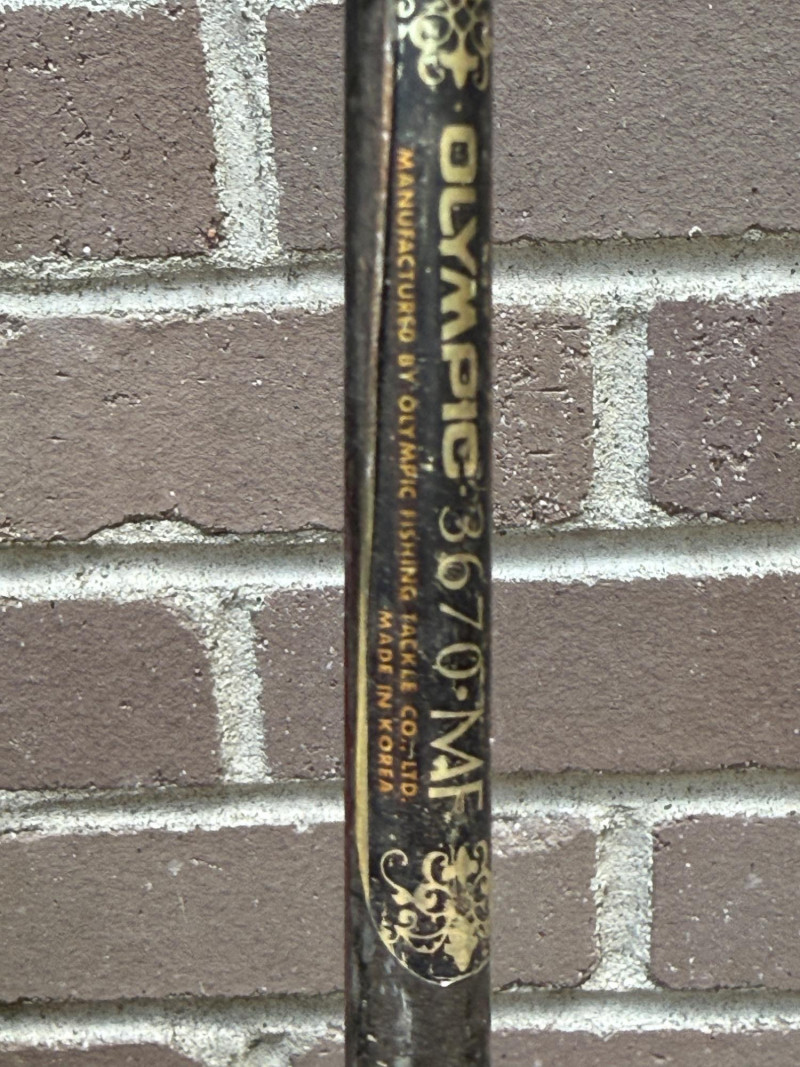 OLYMPIC·3670·MF
MANUFACTURED BY OLYMPIC FISHING TACKLE CO., LTD.
MADE IN KOREA